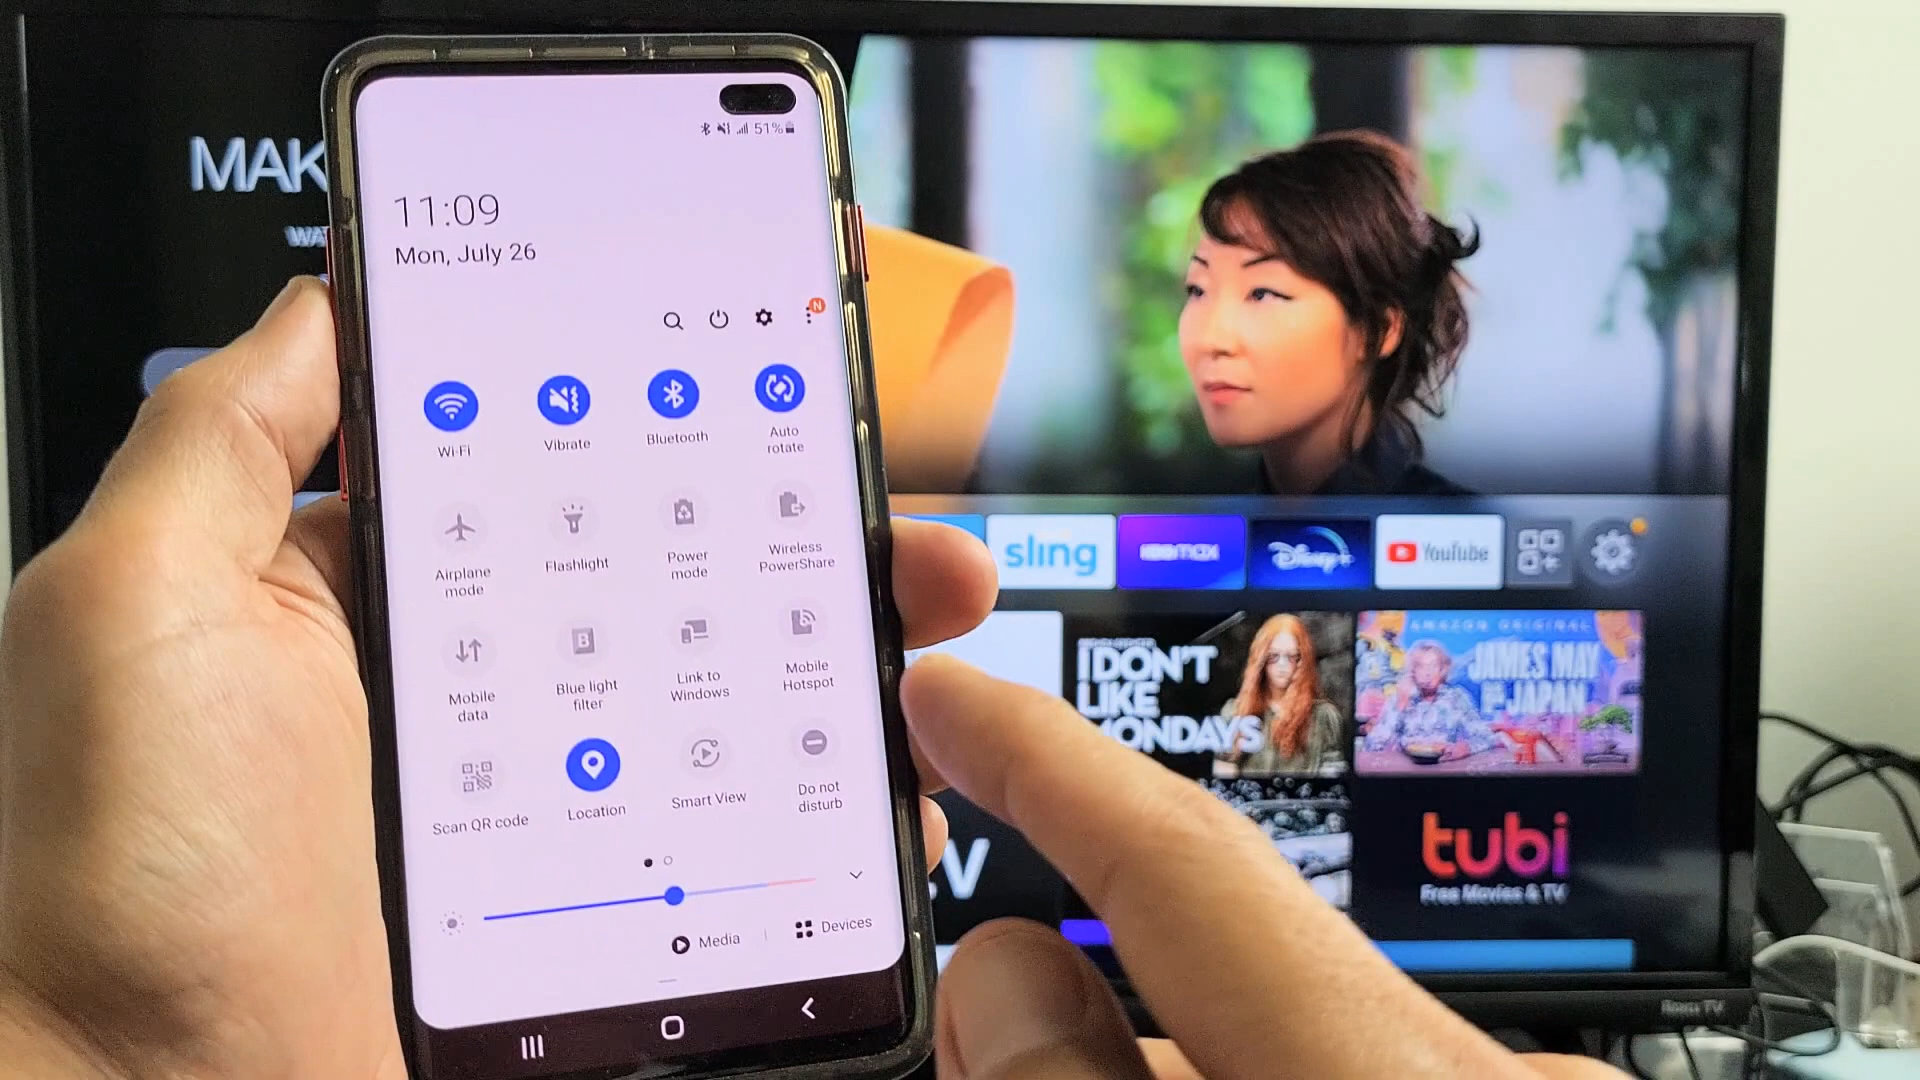 MAK
WAT
51%
11:09
Mon, July 26
N
Wi-Fi
Vibrate
Bluetooth
Auto
rotate
Airplane
mode
Flashlight
Power
mode
Wireless
PowerShare
Mobile
data
B
Blue light
filter
Link to
Windows
Mobile
Hotspot
Scan QR code
Location
Smart View
Do not
disturb
Media
Devices
sling
HBOmax
Disney+
YouTube
I DON'T
LIKE
MONDAYS
AMAZON ORIGINAL
JAMES MAY
IN JAPAN
tv
tubi
Free Movies & TV
Roku TV